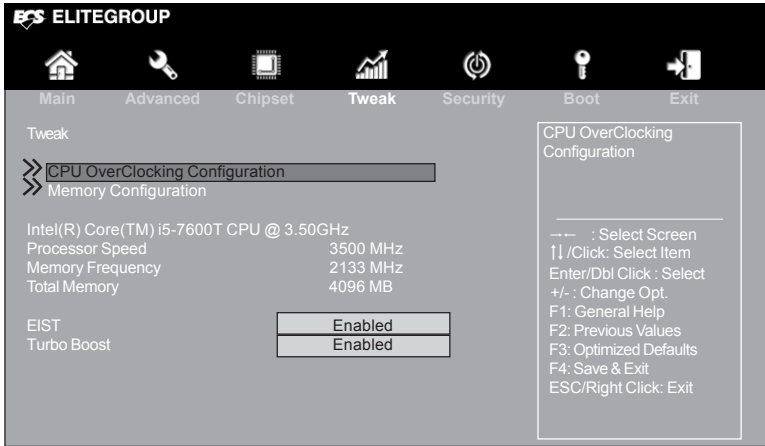 ECS ELITEGROUP
Main Advanced Chipset Tweak Security Boot Exit
Tweak
CPU OverClocking Configuration
Memory Configuration
Intel(R) Core(TM) i5-7600T CPU @ 3.50GHz
Processor Speed 3500 MHz
Memory Frequency 2133 MHz
Total Memory 4096 MB
EIST Enabled
Turbo Boost Enabled
CPU OverClocking
Configuration
→← : Select Screen
↑↓/Click: Select Item
Enter/Dbl Click : Select
+/- : Change Opt.
F1: General Help
F2: Previous Values
F3: Optimized Defaults
F4: Save & Exit
ESC/Right Click: Exit